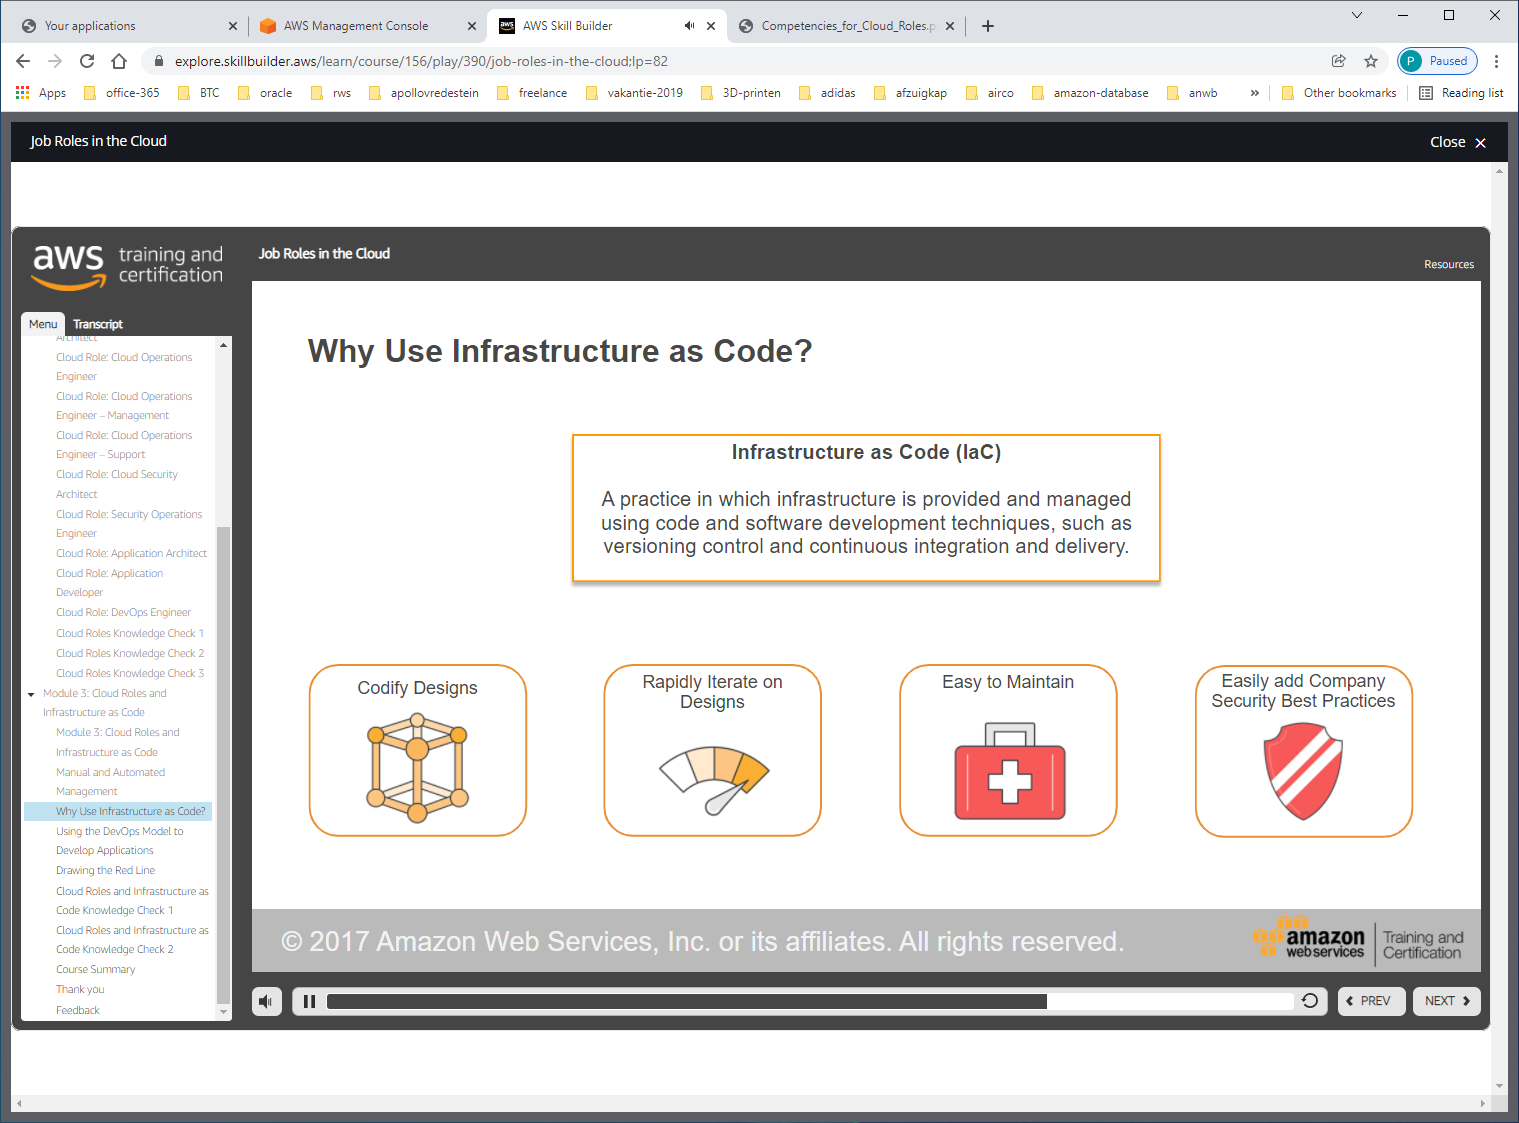 Your applications
AWS Management Console
AWS Skill Builder
Competencies_for_Cloud_Roles.p
explore.skillbuilder.aws/learn/course/156/play/390/job-roles-in-the-cloud;lp=82
P Paused
Apps office-365 BTC oracle rws apollovredestein freelance vakantie-2019 3D-printen adidas afzuigkap airco amazon-database anwb » Other bookmarks Reading list
Job Roles in the Cloud
Close
aws training and
certification
Job Roles in the Cloud
Resources
Menu Transcript
Architect
Cloud Role: Cloud Operations
Engineer
Cloud Role: Cloud Operations
Engineer – Management
Cloud Role: Cloud Operations
Engineer – Support
Cloud Role: Cloud Security
Architect
Cloud Role: Security Operations
Engineer
Cloud Role: Application Architect
Cloud Role: Application
Developer
Cloud Role: DevOps Engineer
Cloud Roles Knowledge Check 1
Cloud Roles Knowledge Check 2
Cloud Roles Knowledge Check 3
Module 3: Cloud Roles and
Infrastructure as Code
Module 3: Cloud Roles and
Infrastructure as Code
Manual and Automated
Management
Why Use Infrastructure as Code?
Using the DevOps Model to
Develop Applications
Drawing the Red Line
Cloud Roles and Infrastructure as
Code Knowledge Check 1
Cloud Roles and Infrastructure as
Code Knowledge Check 2
Course Summary
Thank you
Feedback
Why Use Infrastructure as Code?
Infrastructure as Code (IaC)
A practice in which infrastructure is provided and managed
using code and software development techniques, such as
versioning control and continuous integration and delivery.
Codify Designs
Rapidly Iterate on
Designs
Easy to Maintain
Easily add Company
Security Best Practices
© 2017 Amazon Web Services, Inc. or its affiliates. All rights reserved.
amazon
webservices
Training and
Certification
PREV
NEXT